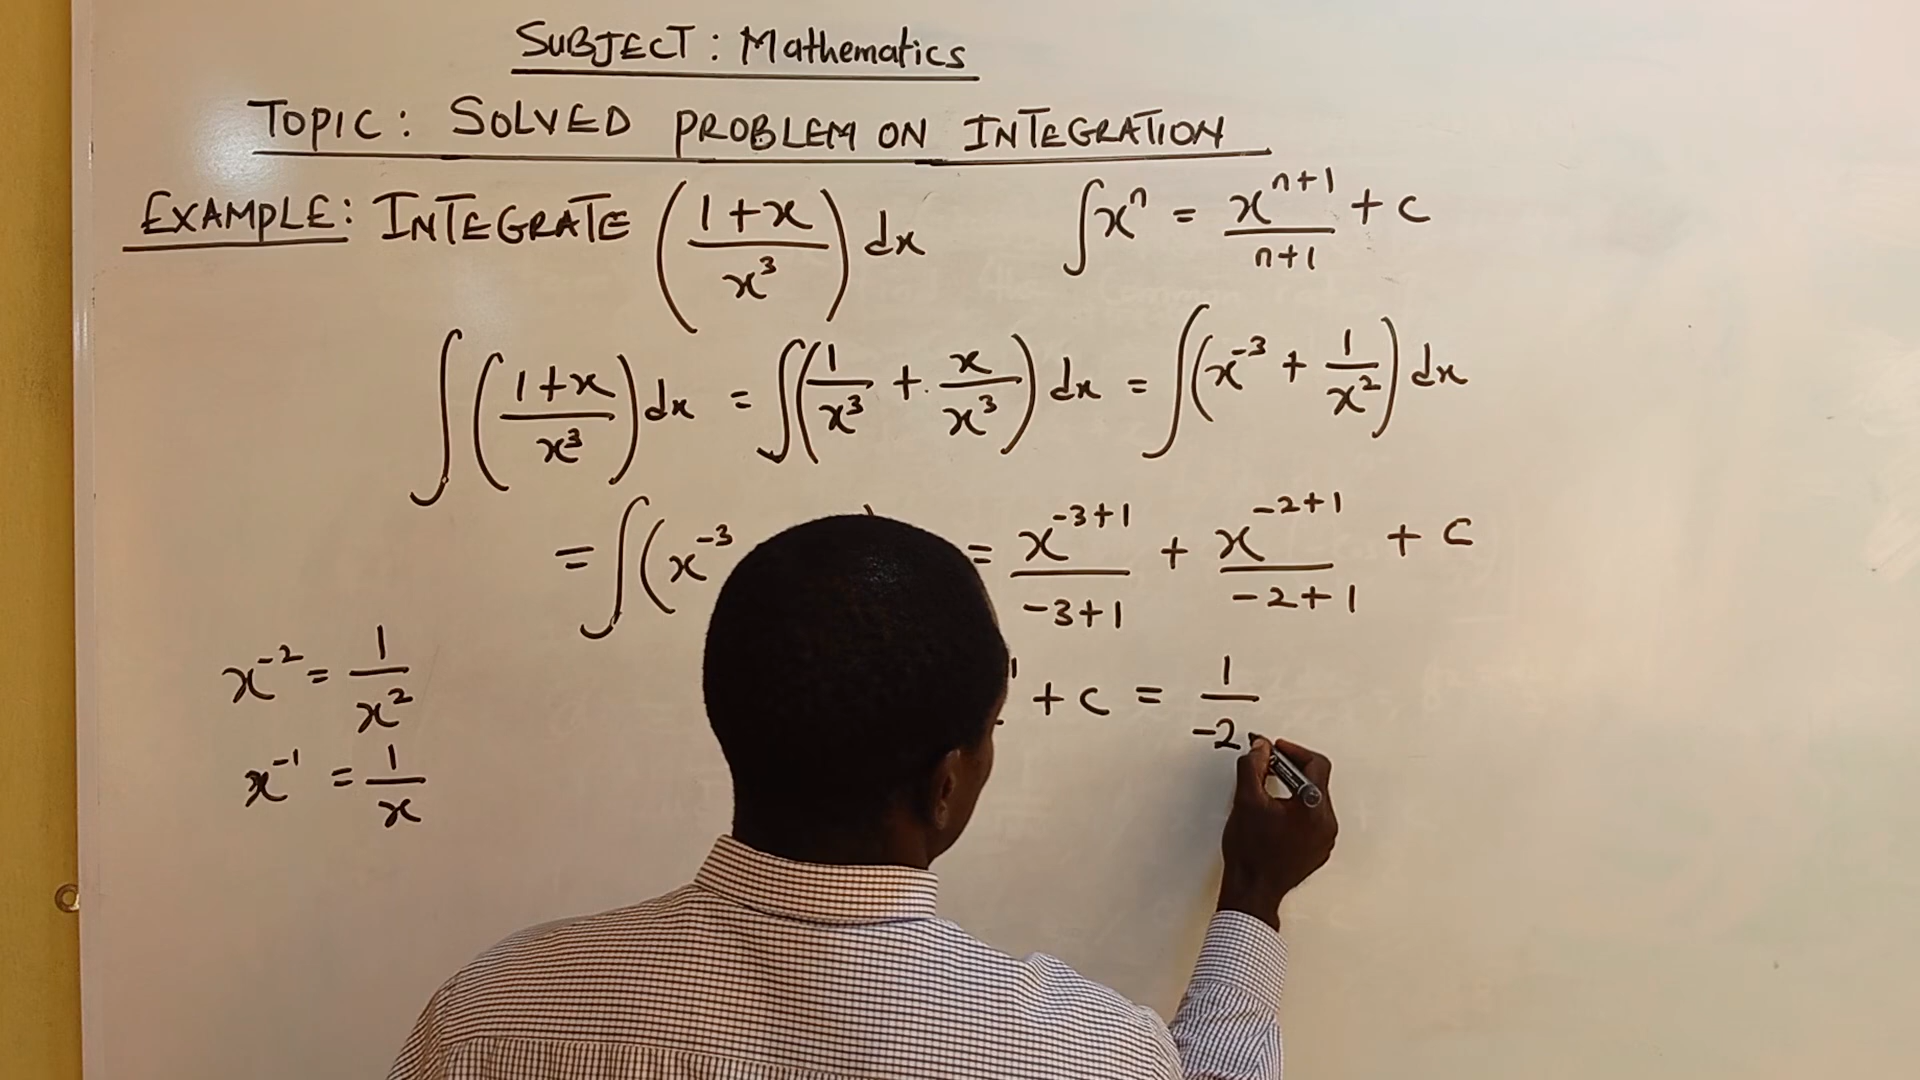 SUBJECT: Mathematics
TOPIC: SOLVED PROBLEM ON INTEGRATION
EXAMPLE: INTEGRATE ((1+x)/x³) dx ∫xⁿ = xⁿ⁺¹/(n+1) + c
∫((1+x)/x³) dx = ∫(1/x³ + x/x³) dx = ∫(x⁻³ + 1/x²) dx
= ∫(x⁻³ = x⁻³⁺¹/(-3+1) + x⁻²⁺¹/(-2+1) + c
x⁻² = 1/x² + c = 1/-2
x⁻¹ = 1/x